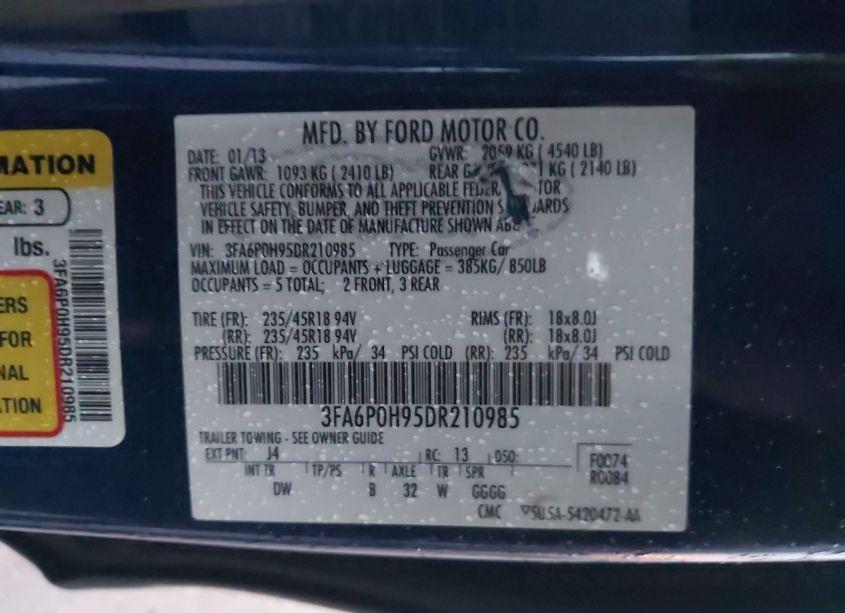 MATION
EAR: 3
lbs.
ERS
FOR
NAL
ATION
3FA6P0H95DR210985
MFD. BY FORD MOTOR CO.
DATE: 01/13 GVWR: 2059 KG ( 4540 LB)
FRONT GAWR: 1093 KG ( 2410 LB) REAR KG ( 2140 LB)
THIS VEHICLE CONFORMS TO ALL APPLICABLE
VEHICLE SAFETY, BUMPER, AND THEFT PREVENTION
IN EFFECT ON THE DATE OF MANUFACTURE SHOWN
VIN: 3FA6P0H95DR210985 TYPE: Passenger Car
MAXIMUM LOAD = OCCUPANTS + LUGGAGE = 385KG/ 850LB
OCCUPANTS = 5 TOTAL; 2 FRONT, 3 REAR
TIRE (FR): 235/45R18 94V RIMS (FR): 18x8.0J
(RR): 235/45R18 94V (RR): 18x8.0J
PRESSURE (FR): 235 kPa/ 34 PSI COLD (RR): 235 kPa/ 34 PSI COLD
3FA6P0H95DR210985
TRAILER TOWING - SEE OWNER GUIDE
EXT PNT: J4 RC: 13 DSO: F0074
INT TR TP/PS R AXLE TR SPR R0084
DW B 32 W GGGG
CMC 5U5A-5420472-AA